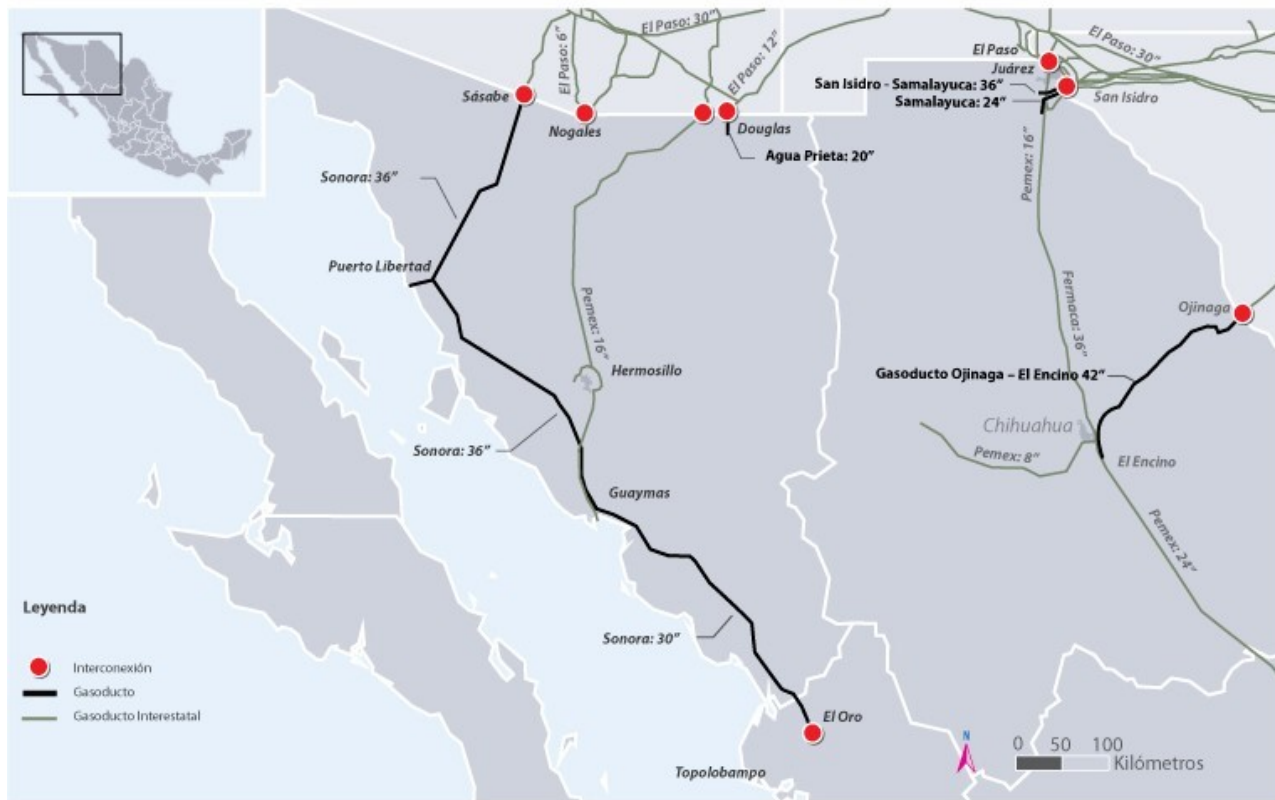 El Paso: 30”
El Paso: 6”
El Paso: 12”
El Paso
El Paso: 30”
Juárez
San Isidro - Samalayuca: 36”
Samalayuca: 24”
San Isidro
Sásabe
Nogales
Douglas
Agua Prieta: 20”
Pemex: 16”
Sonora: 36”
Puerto Libertad
Pemex: 16”
Fermaca: 36”
Ojinaga
Hermosillo
Gasoducto Ojinaga – El Encino 42”
Chihuahua
Sonora: 36”
Pemex: 8”
El Encino
Guaymas
Pemex: 24”
Sonora: 30”
Leyenda
Interconexión
Gasoducto
Gasoducto Interestatal
El Oro
Topolobampo
N
0 50 100
Kilómetros